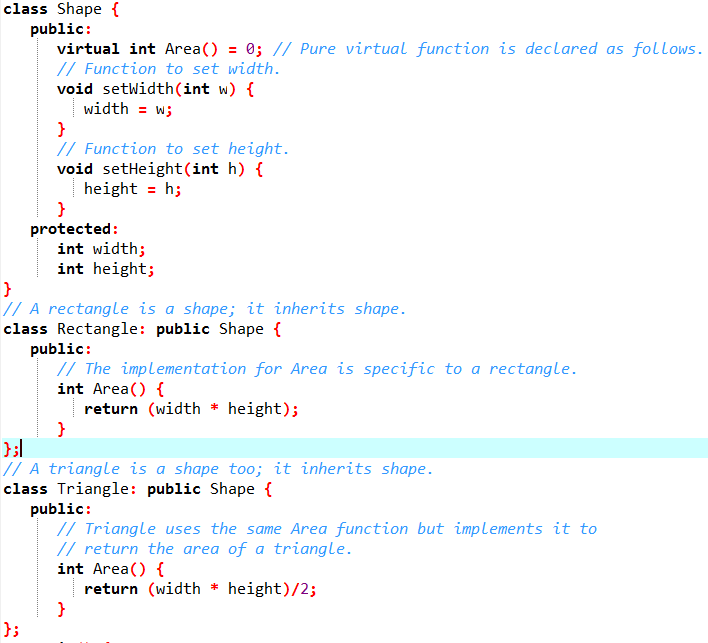 class Shape {
public:
virtual int Area() = 0; // Pure virtual function is declared as follows.
// Function to set width.
void setWidth(int w) {
width = w;
}
// Function to set height.
void setHeight(int h) {
height = h;
}
protected:
int width;
int height;
}
// A rectangle is a shape; it inherits shape.
class Rectangle: public Shape {
public:
// The implementation for Area is specific to a rectangle.
int Area() {
return (width * height);
}
};
// A triangle is a shape too; it inherits shape.
class Triangle: public Shape {
public:
// Triangle uses the same Area function but implements it to
// return the area of a triangle.
int Area() {
return (width * height)/2;
}
};